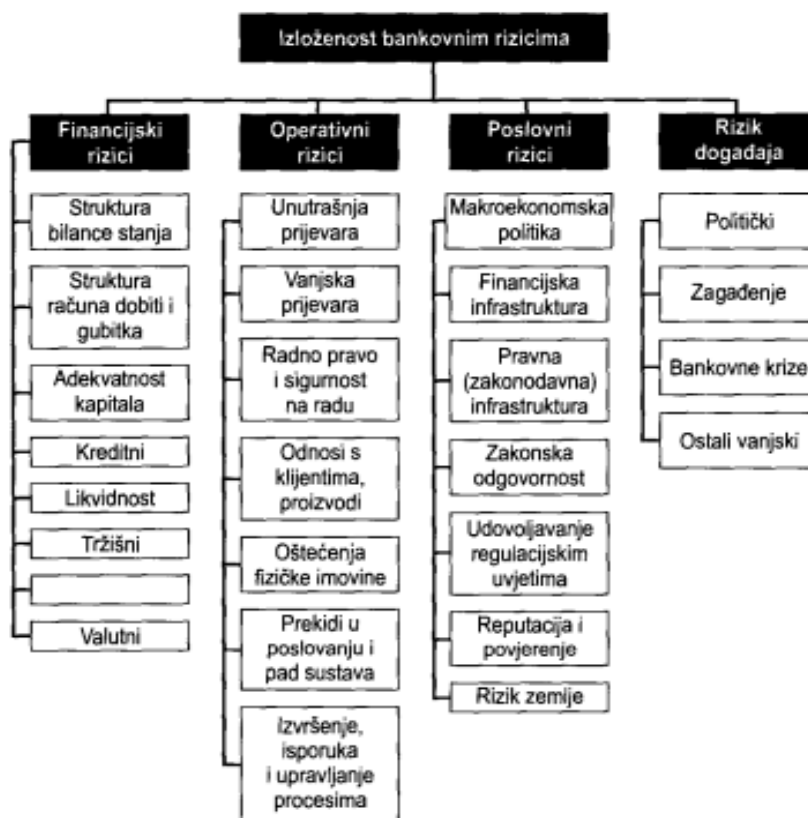 Izloženost bankovnim rizicima
Financijski
rizici
Struktura
bilance stanja
Struktura
računa dobiti i
gubitka
Adekvatnost
kapitala
Kreditni
Likvidnost
Tržišni
Valutni
Operativni
rizici
Unutrašnja
prijevara
Vanjska
prijevara
Radno pravo
i sigurnost
na radu
Odnosi s
klijentima,
proizvodi
Oštećenja
fizičke imovine
Prekidi u
poslovanju i
pad sustava
Izvršenje,
isporuka
i upravljanje
procesima
Poslovni
rizici
Makroekonomska
politika
Financijska
infrastruktura
Pravna
(zakonodavna)
infrastruktura
Zakonska
odgovornost
Udovoljavanje
regulacijskim
uvjetima
Reputacija i
povjerenje
Rizik zemije
Rizik
događaja
Politički
Zagađenje
Bankovne krize
Ostali vanjski